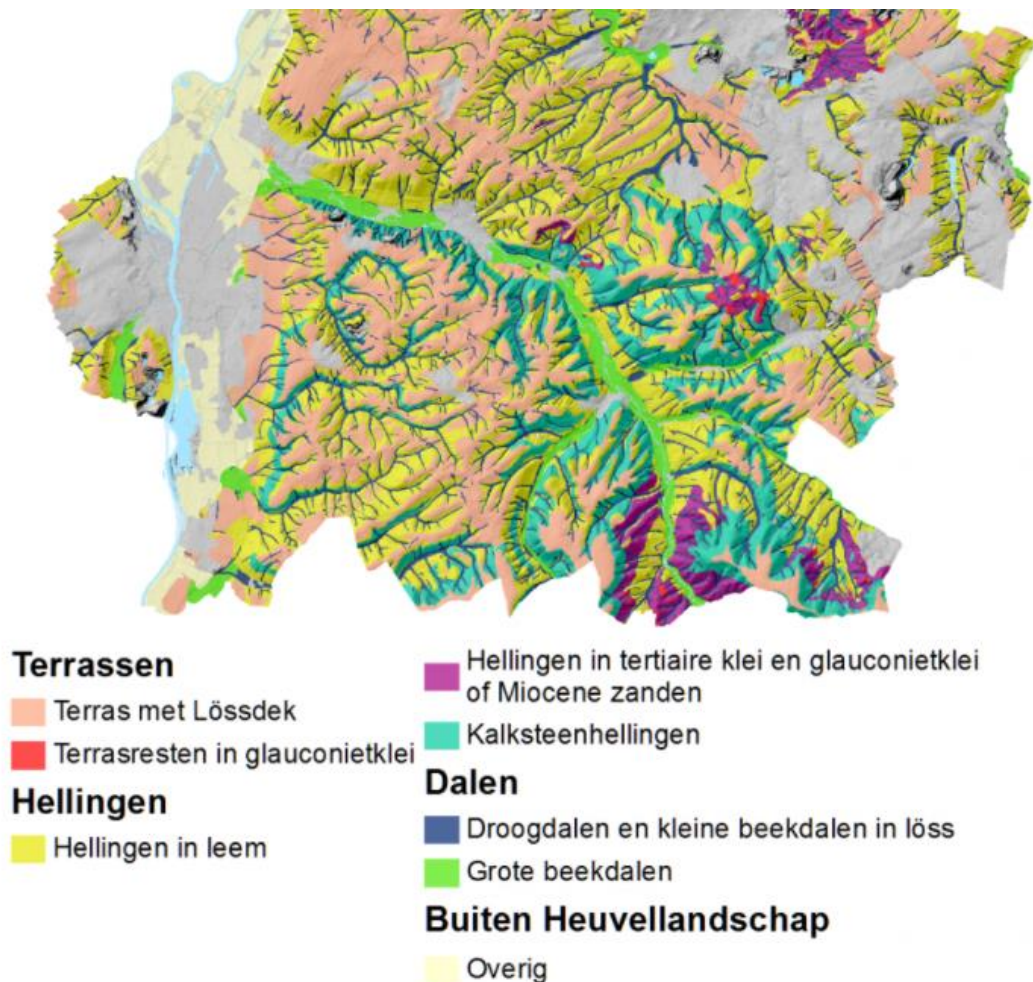 Terrassen
Terras met Lössdek
Terrasresten in glauconietklei
Hellingen
Hellingen in leem
Hellingen in tertiaire klei en glauconietklei
of Miocene zanden
Kalksteenhellingen
Dalen
Droogdalen en kleine beekdalen in löss
Grote beekdalen
Buiten Heuvellandschap
Overig